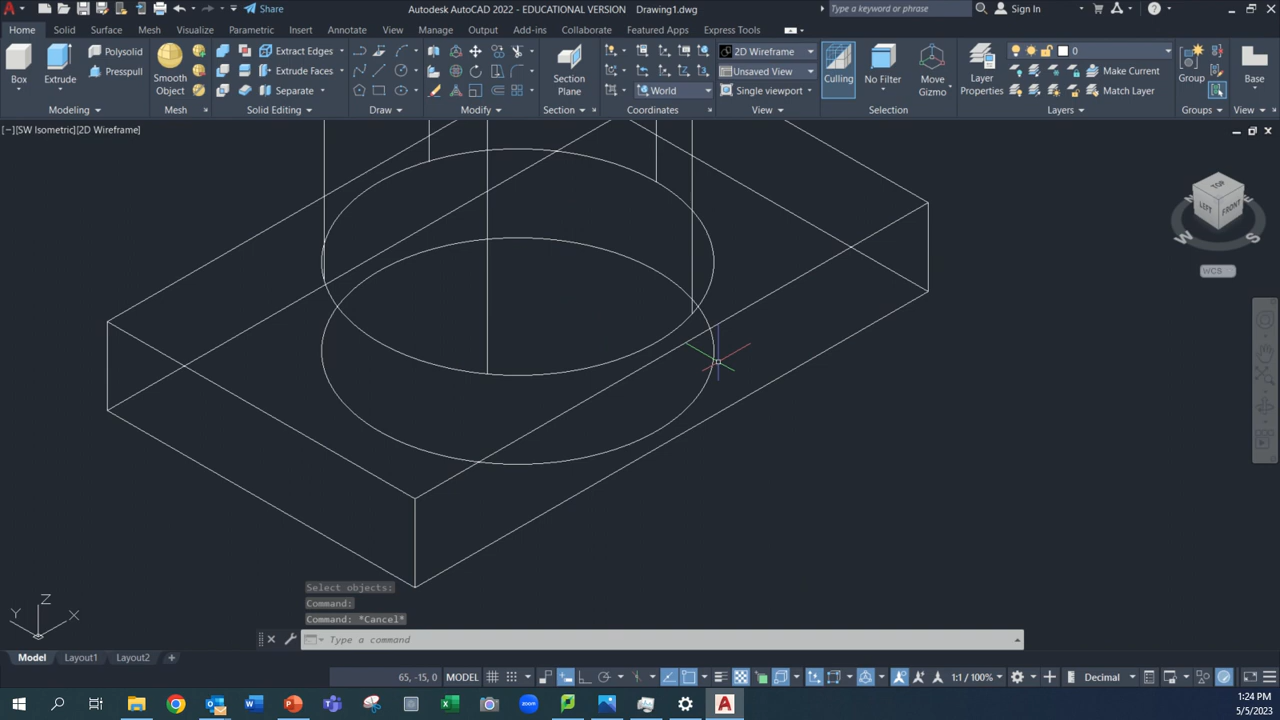 Share
Autodesk AutoCAD 2022 - EDUCATIONAL VERSION Drawing1.dwg
Type a keyword or phrase
Sign In
Home Solid Surface Mesh Visualize Parametric Insert Annotate View Manage Output Add-ins Collaborate Featured Apps Express Tools
Box
Extrude
Polysolid
Presspull
Modeling
Smooth
Object
Mesh
Extract Edges
Extrude Faces
Separate
Solid Editing
Draw
Modify
Section
Plane
Section
World
Coordinates
2D Wireframe
Unsaved View
Single viewport
View
Culling
No Filter
Move
Gizmo
Selection
Layer
Properties
0
Make Current
Match Layer
Layers
Group
Groups
Base
View
[−][SW Isometric][2D Wireframe]
TOP
LEFT
FRONT
W
S
WCS
Z
Y
X
Select objects:
Command:
Command: *Cancel*
Type a command
Model Layout1 Layout2
65, -15, 0 MODEL 1:1 / 100% Decimal
1:24 PM
5/5/2023